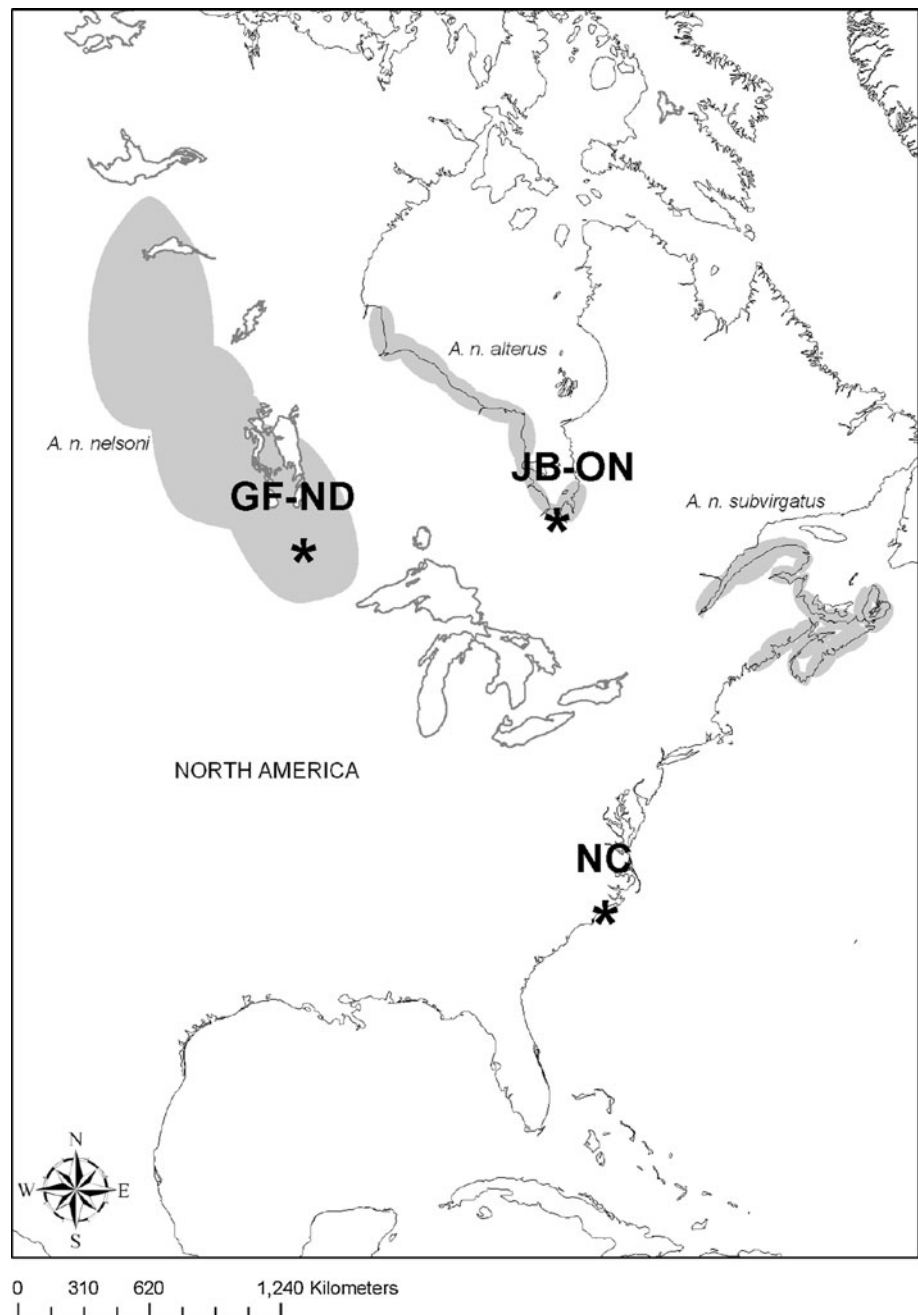 A. n. alterus
A. n. nelsoni
GF-ND
*
JB-ON
*
A. n. subvirgatus
NORTH AMERICA
NC
*
N
W E
S
0 310 620 1,240 Kilometers